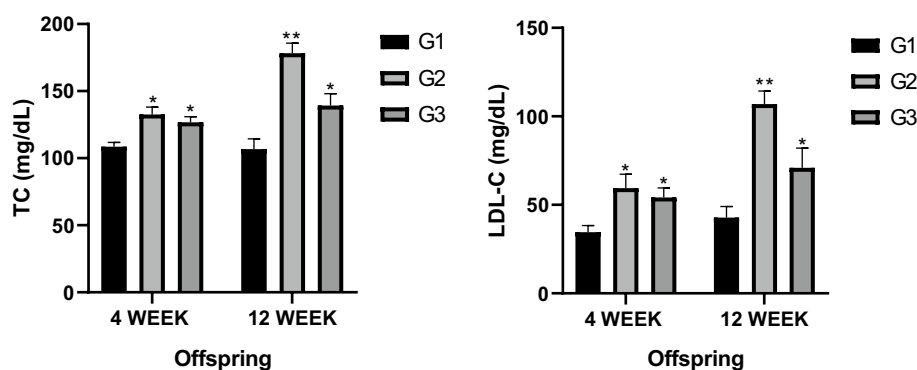 TC (mg/dL)
200
150
100
50
0
*
*
**
*
4 WEEK
12 WEEK
Offspring
G1
G2
G3
LDL-C (mg/dL)
150
100
50
0
*
*
**
*
4 WEEK
12 WEEK
Offspring
G1
G2
G3